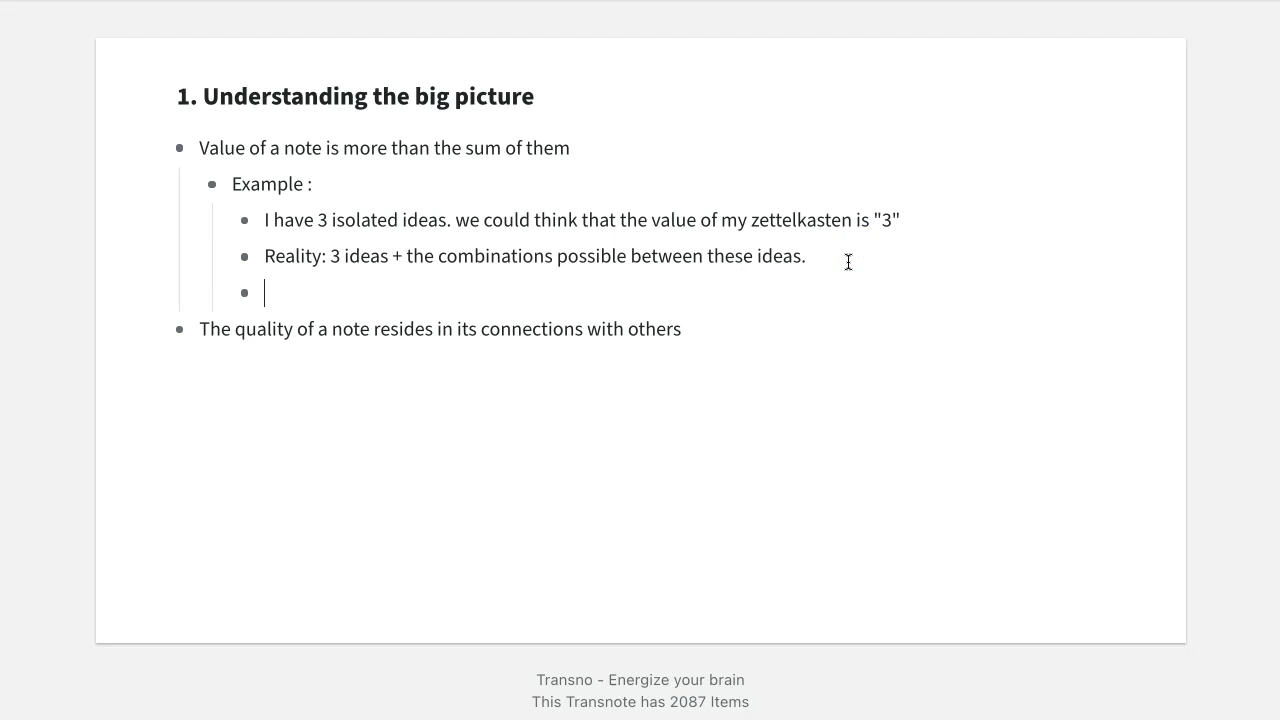 1. Understanding the big picture
Value of a note is more than the sum of them
Example :
I have 3 isolated ideas. we could think that the value of my zettelkasten is "3"
Reality: 3 ideas + the combinations possible between these ideas.
The quality of a note resides in its connections with others
Transno - Energize your brain
This Transnote has 2087 Items